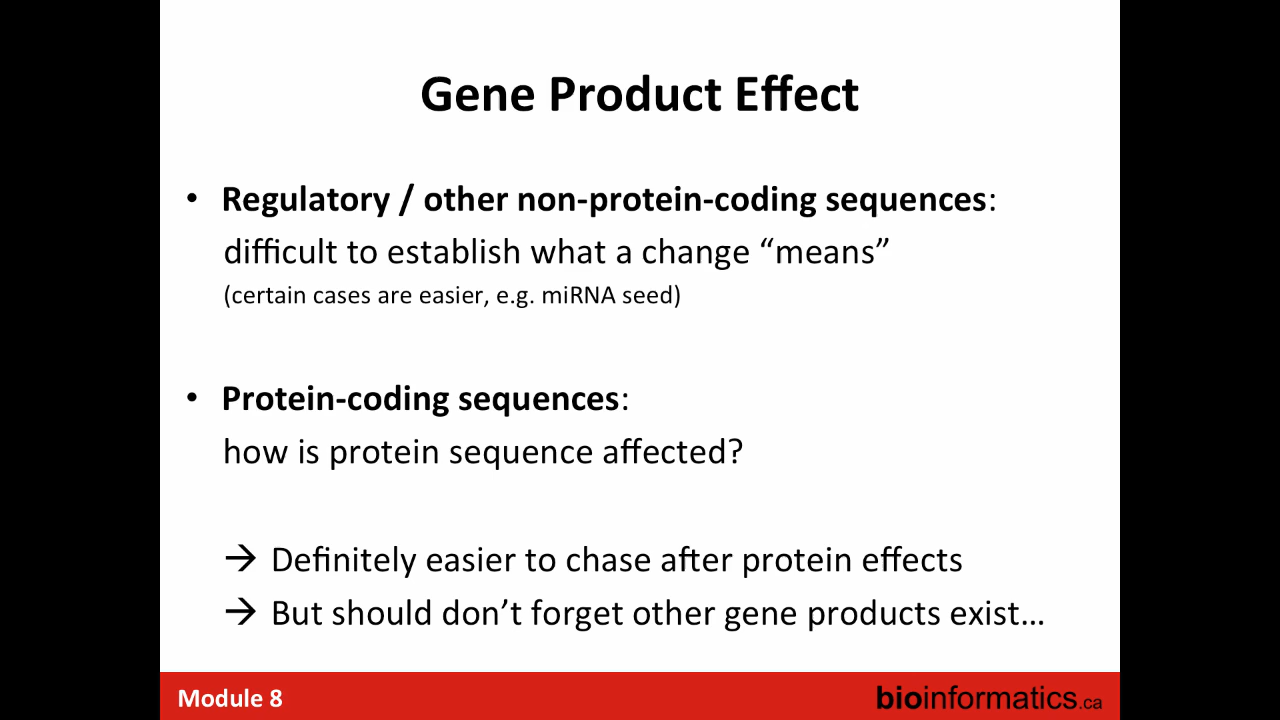 Gene Product Effect
• Regulatory / other non-protein-coding sequences:
difficult to establish what a change “means”
(certain cases are easier, e.g. miRNA seed)
• Protein-coding sequences:
how is protein sequence affected?
→ Definitely easier to chase after protein effects
→ But should don’t forget other gene products exist…
Module 8
bioinformatics.ca